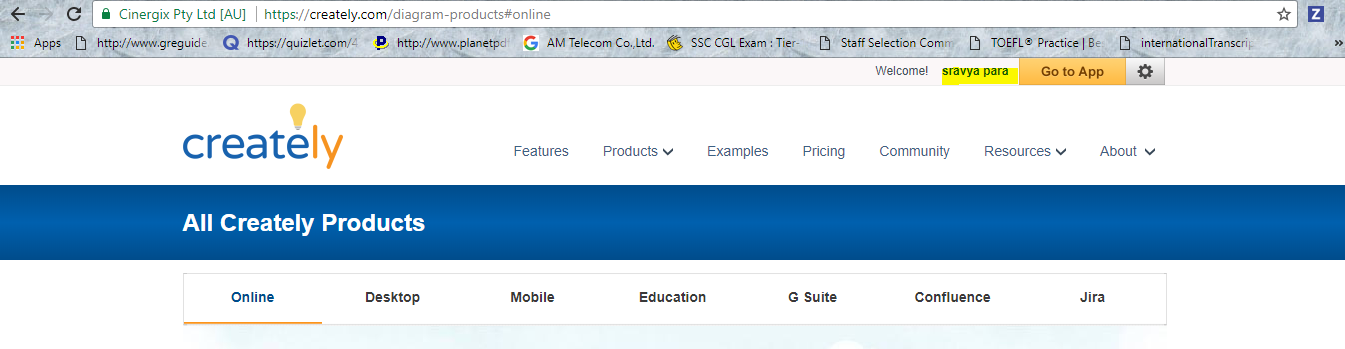 Cinergix Pty Ltd [AU] https://creately.com/diagram-products#online
Apps http://www.greguide https://quizlet.com/4 http://www.planetpd AM Telecom Co.,Ltd. SSC CGL Exam : Tier- Staff Selection Comm TOEFL® Practice | Be internationalTranscrip »
Welcome! sravya para Go to App
creately
Features Products Examples Pricing Community Resources About
All Creately Products
Online Desktop Mobile Education G Suite Confluence Jira